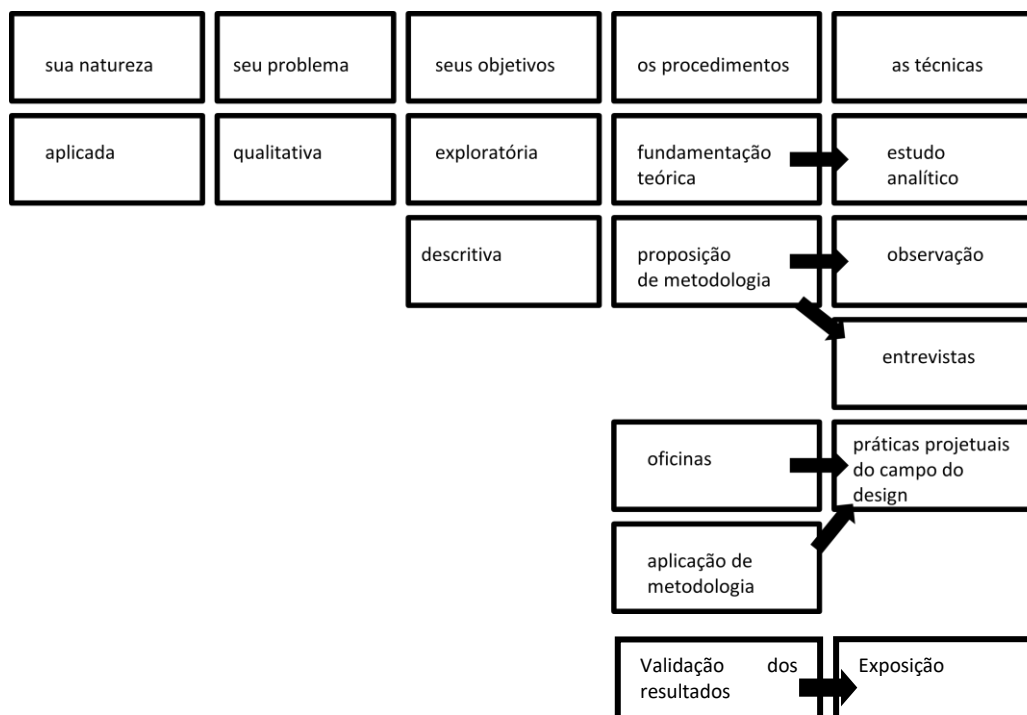 sua natureza
seu problema
seus objetivos
os procedimentos
as técnicas
aplicada
qualitativa
exploratória
fundamentação
teórica
estudo
analítico
descritiva
proposição
de metodologia
observação
entrevistas
oficinas
práticas projetuais
do campo do
design
aplicação de
metodologia
Validação dos
resultados
Exposição